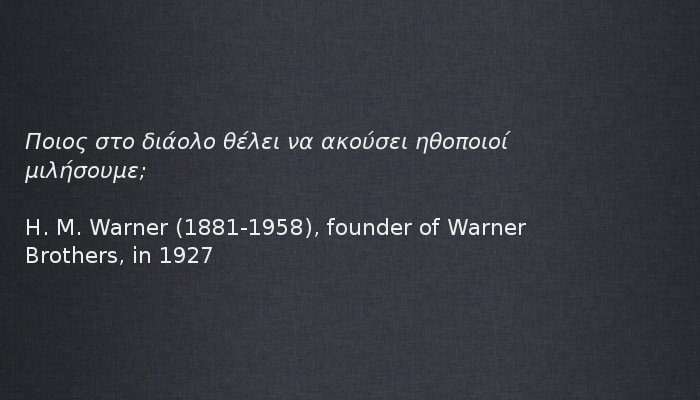 Ποιος στο διάολο θέλει να ακούσει ηθοποιοί
μιλήσουμε;
H. M. Warner (1881-1958), founder of Warner
Brothers, in 1927